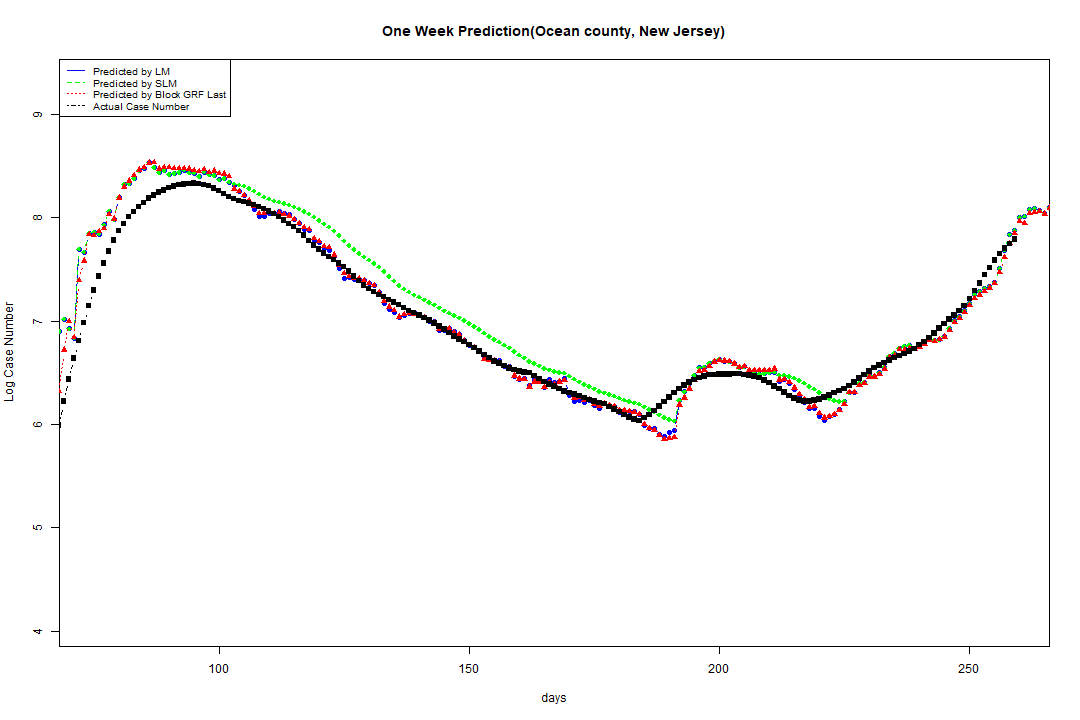 One Week Prediction(Ocean county, New Jersey)
Predicted by LM
Predicted by SLM
Predicted by Block GRF Last
Actual Case Number
9
8
7
6
5
4
Log Case Number
100 150 200 250
days